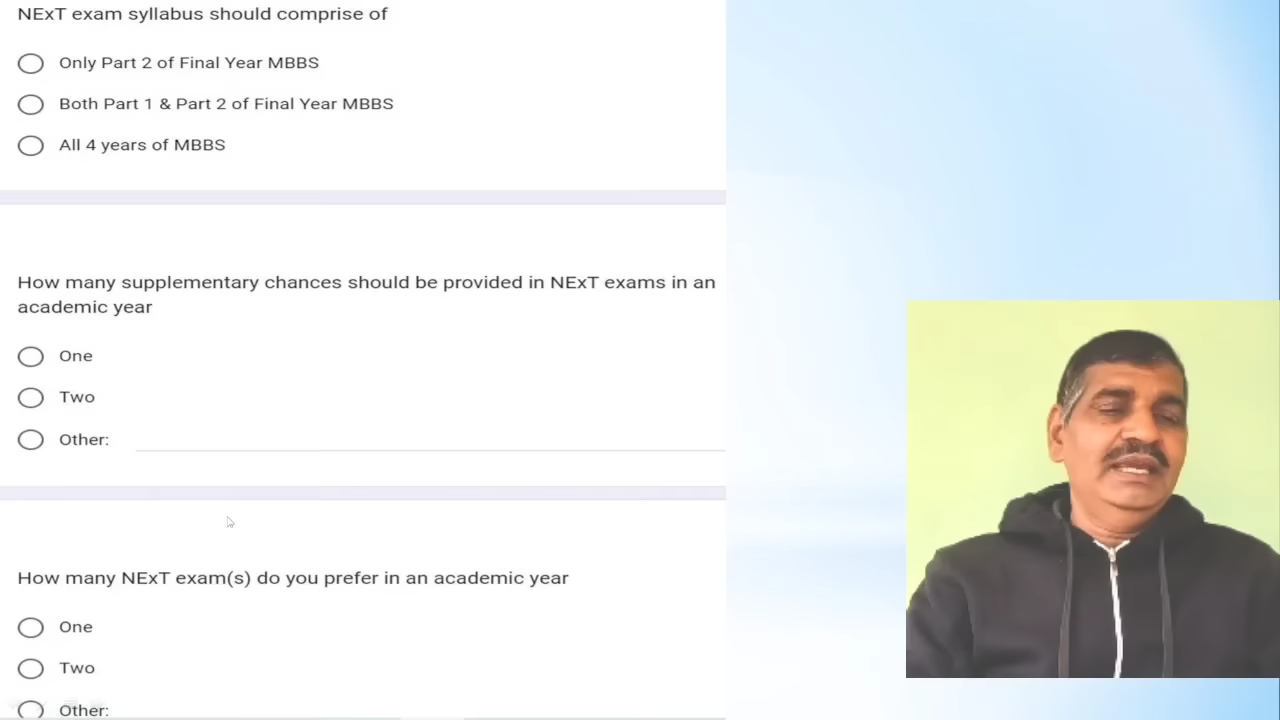 NExT exam syllabus should comprise of
Only Part 2 of Final Year MBBS
Both Part 1 & Part 2 of Final Year MBBS
All 4 years of MBBS
How many supplementary chances should be provided in NExT exams in an
academic year
One
Two
Other:
How many NExT exam(s) do you prefer in an academic year
One
Two
Other: